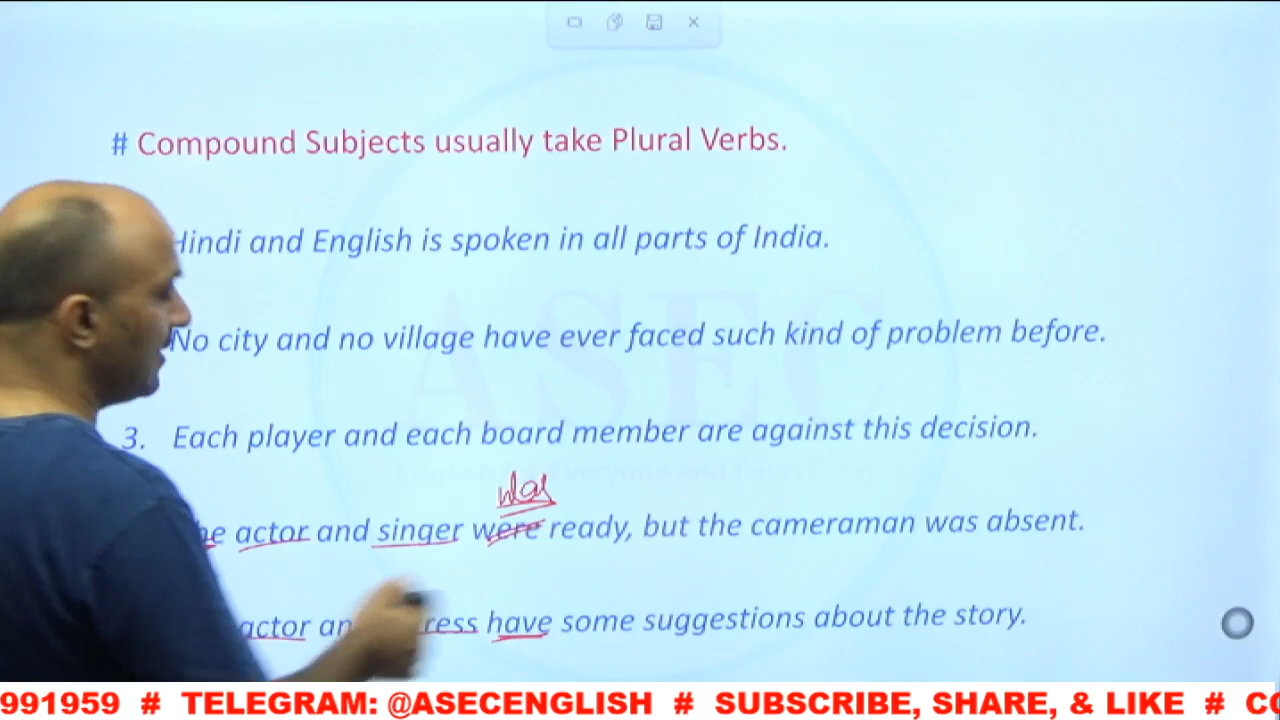 # Compound Subjects usually take Plural Verbs.
Hindi and English is spoken in all parts of India.
No city and no village have ever faced such kind of problem before.
3. Each player and each board member are against this decision.
was
actor and singer were ready, but the cameraman was absent.
actor have some suggestions about the story.
ASEC
991959 # TELEGRAM: @ASECENGLISH # SUBSCRIBE, SHARE, & LIKE #